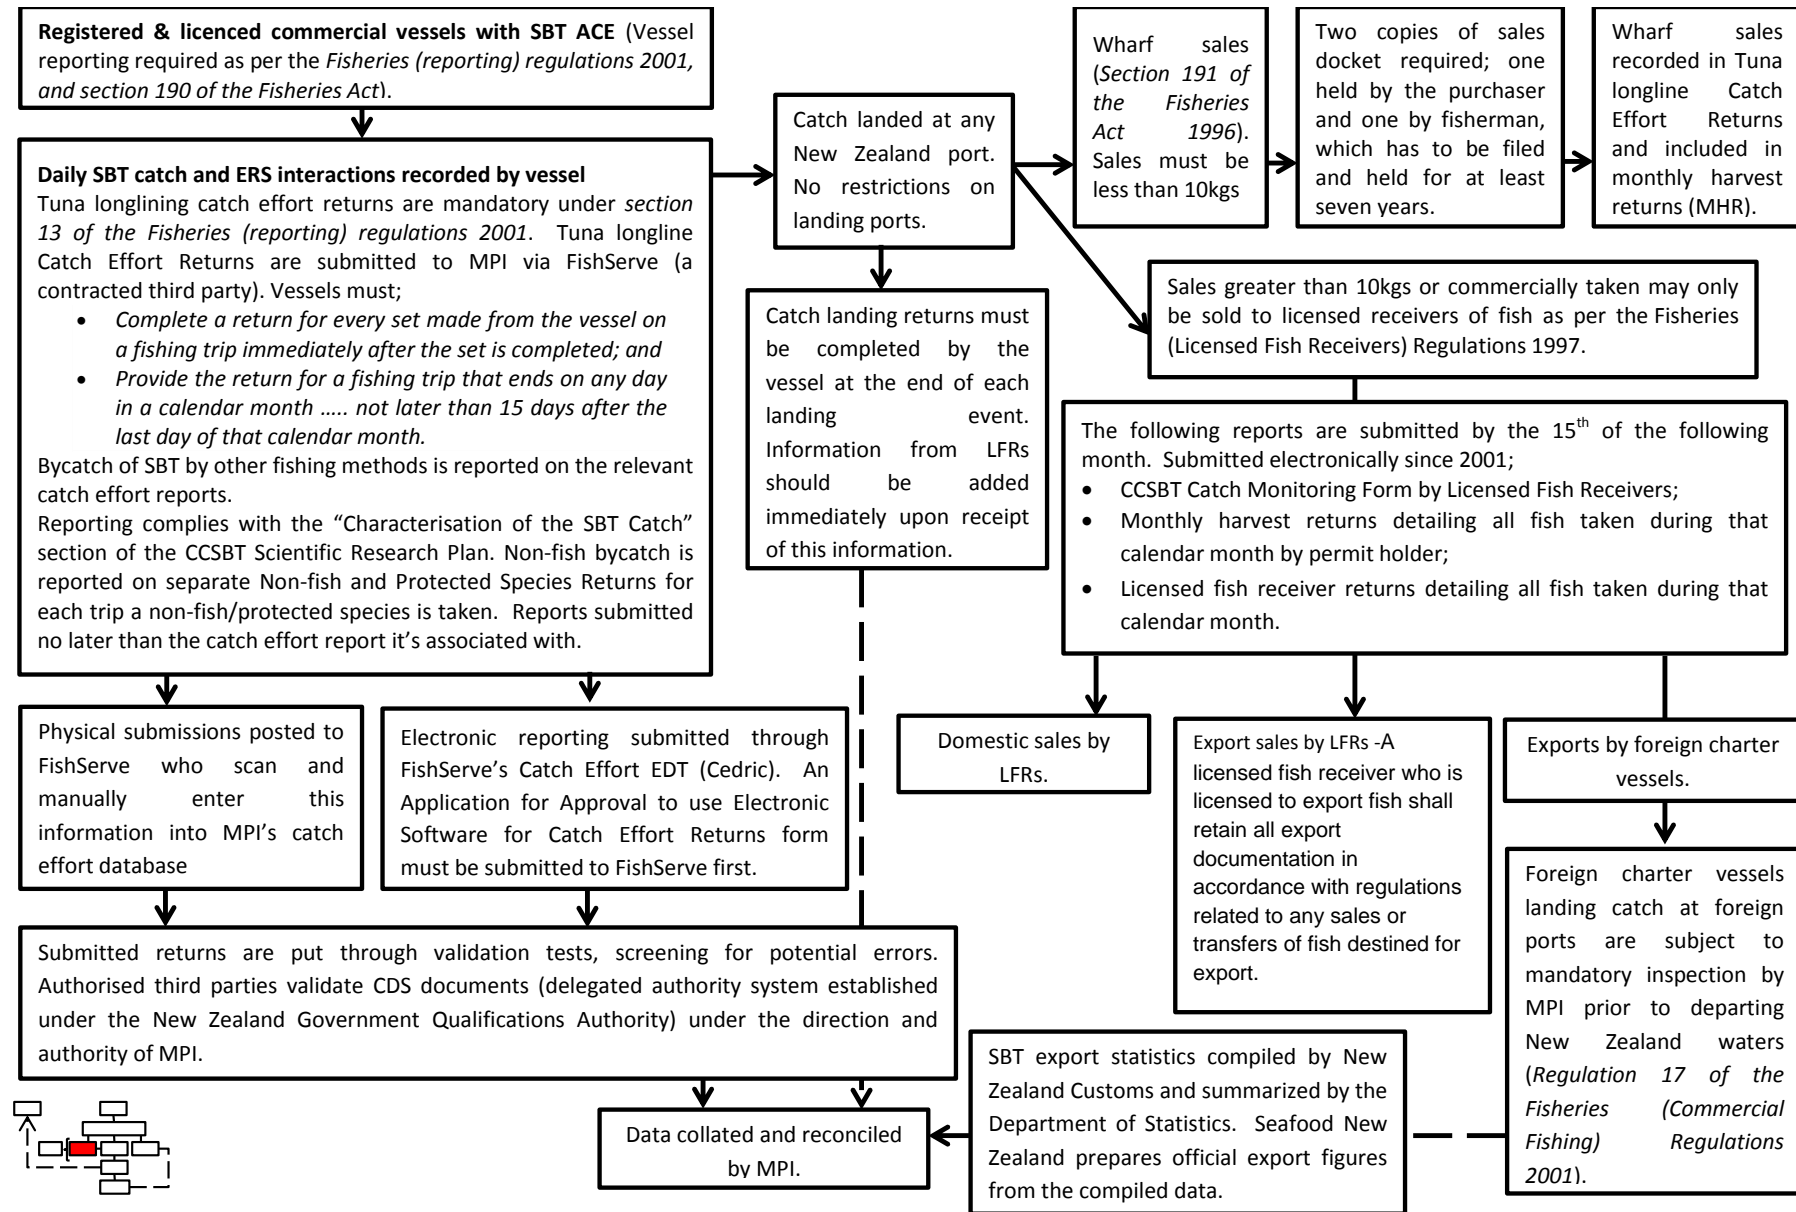 Registered & licenced commercial vessels with SBT ACE (Vessel
reporting required as per the Fisheries (reporting) regulations 2001,
and section 190 of the Fisheries Act).
Daily SBT catch and ERS interactions recorded by vessel
Tuna longlining catch effort returns are mandatory under section
13 of the Fisheries (reporting) regulations 2001. Tuna longline
Catch Effort Returns are submitted to MPI via FishServe (a
contracted third party). Vessels must;
• Complete a return for every set made from the vessel on
a fishing trip immediately after the set is completed; and
• Provide the return for a fishing trip that ends on any day
in a calendar month ..... not later than 15 days after the
last day of that calendar month.
Bycatch of SBT by other fishing methods is reported on the relevant
catch effort reports.
Reporting complies with the “Characterisation of the SBT Catch”
section of the CCSBT Scientific Research Plan. Non-fish bycatch is
reported on separate Non-fish and Protected Species Returns for
each trip a non-fish/protected species is taken. Reports submitted
no later than the catch effort report it’s associated with.
Catch landed at any
New Zealand port.
No restrictions on
landing ports.
Wharf sales
(Section 191 of
the Fisheries
Act 1996).
Sales must be
less than 10kgs
Two copies of sales
docket required; one
held by the purchaser
and one by fisherman,
which has to be filed
and held for at least
seven years.
Wharf sales
recorded in Tuna
longline Catch
Effort Returns
and included in
monthly harvest
returns (MHR).
Catch landing returns must
be completed by the
vessel at the end of each
landing event.
Information from LFRs
should be added
immediately upon receipt
of this information.
Sales greater than 10kgs or commercially taken may only
be sold to licensed receivers of fish as per the Fisheries
(Licensed Fish Receivers) Regulations 1997.
The following reports are submitted by the 15th of the following
month. Submitted electronically since 2001;
• CCSBT Catch Monitoring Form by Licensed Fish Receivers;
• Monthly harvest returns detailing all fish taken during that
calendar month by permit holder;
• Licensed fish receiver returns detailing all fish taken during that
calendar month.
Physical submissions posted to
FishServe who scan and
manually enter this
information into MPI’s catch
effort database
Electronic reporting submitted through
FishServe’s Catch Effort EDT (Cedric). An
Application for Approval to use Electronic
Software for Catch Effort Returns form
must be submitted to FishServe first.
Domestic sales by
LFRs.
Export sales by LFRs -A
licensed fish receiver who is
licensed to export fish shall
retain all export
documentation in
accordance with regulations
related to any sales or
transfers of fish destined for
export.
Exports by foreign charter
vessels.
Foreign charter vessels
landing catch at foreign
ports are subject to
mandatory inspection by
MPI prior to departing
New Zealand waters
(Regulation 17 of the
Fisheries (Commercial
Fishing) Regulations
2001).
Submitted returns are put through validation tests, screening for potential errors.
Authorised third parties validate CDS documents (delegated authority system established
under the New Zealand Government Qualifications Authority) under the direction and
authority of MPI.
Data collated and reconciled
by MPI.
SBT export statistics compiled by New
Zealand Customs and summarized by the
Department of Statistics. Seafood New
Zealand prepares official export figures
from the compiled data.